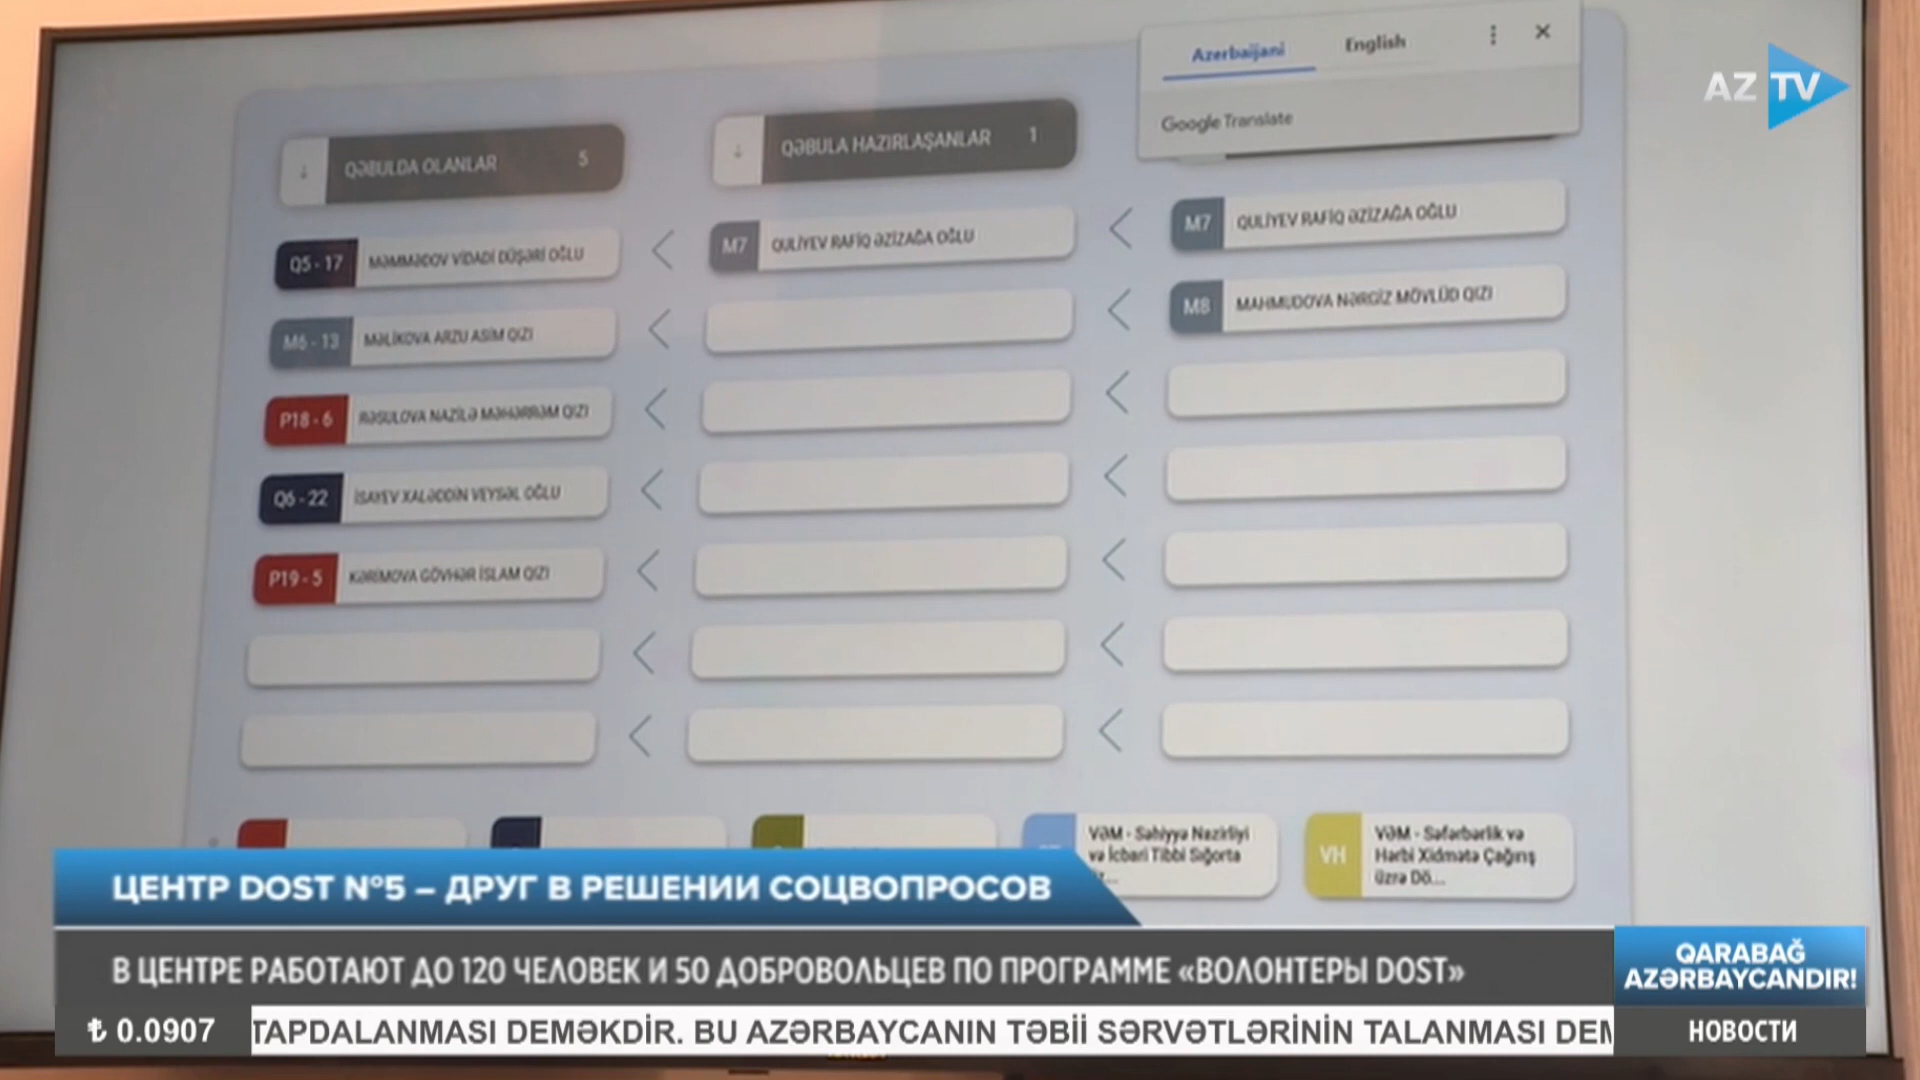 Azerbaijani English
Google Translate
AZTV
QƏBULDA OLANLAR 5
QƏBULA HAZIRLAŞANLAR 1
Q5 - 17 MƏMMƏDOV VİDADİ DÜŞƏRİ OĞLU
M7 QULİYEV RAFİQ ƏZİZAĞA OĞLU
M7 QULİYEV RAFİQ ƏZİZAĞA OĞLU
M6 - 13 MƏLİKOVA ARZU ASİM QIZI
M8 MAHMUDOVA NƏRGİZ MÖVLÜD QIZI
P18 - 6 RƏSULOVA NAZİLƏ MƏHƏRRƏM QIZI
Q6 - 22 İSAYEV XALƏDDİN VEYSƏL OĞLU
P19 - 5 KƏRİMOVA GÖVHƏR İSLAM QIZI
VƏM - Səhiyyə Nazirliyi
və İcbari Tibbi Sığorta
VH
VƏM - Səfərbərlik və
Hərbi Xidmətə Çağırış
üzrə Dö...
ЦЕНТР DOST №5 – ДРУГ В РЕШЕНИИ СОЦВОПРОСОВ
В ЦЕНТРЕ РАБОТАЮТ ДО 120 ЧЕЛОВЕК И 50 ДОБРОВОЛЬЦЕВ ПО ПРОГРАММЕ «ВОЛОНТЕРЫ DOST»
QARABAĞ
AZƏRBAYCANDIR!
₺ 0.0907
TAPDALANMASI DEMƏKDİR. BU AZƏRBAYCANIN TƏBİİ SƏRVƏTLƏRİNİN TALANMASI DEM
НОВОСТИ